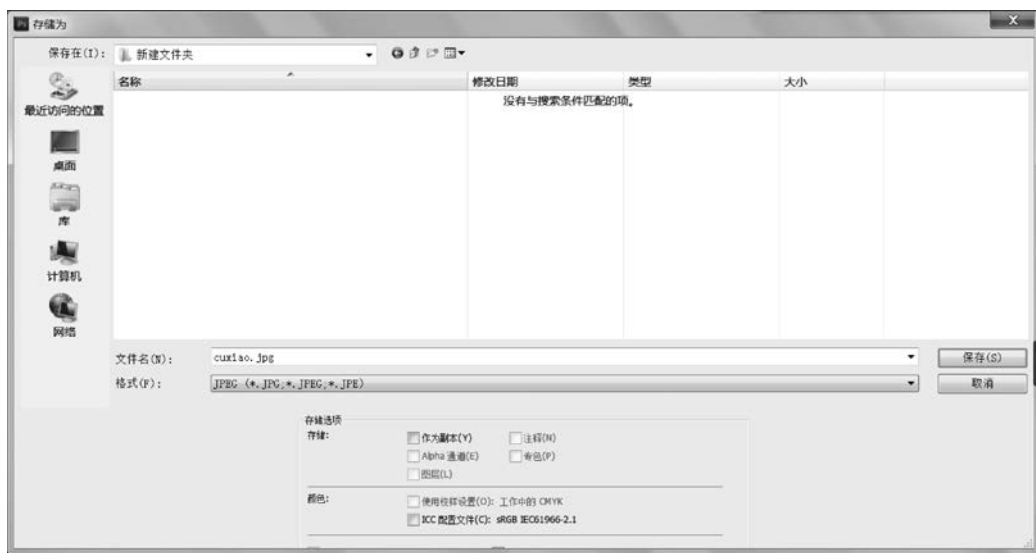 存储为
保存在(I): 新建文件夹
名称 修改日期 类型 大小
没有与搜索条件匹配的项。
最近访问的位置
桌面
库
计算机
网络
文件名(N): cuxiao.jpg 保存(S)
格式(F): JPEG (*.JPG;*.JPEG;*.JPE) 取消
存储选项
存储: 作为副本(Y) 注释(N)
Alpha 通道(E) 专色(P)
图层(L)
颜色: 使用校样设置(O): 工作中的 CMYK
ICC 配置文件(C): sRGB IEC61966-2.1